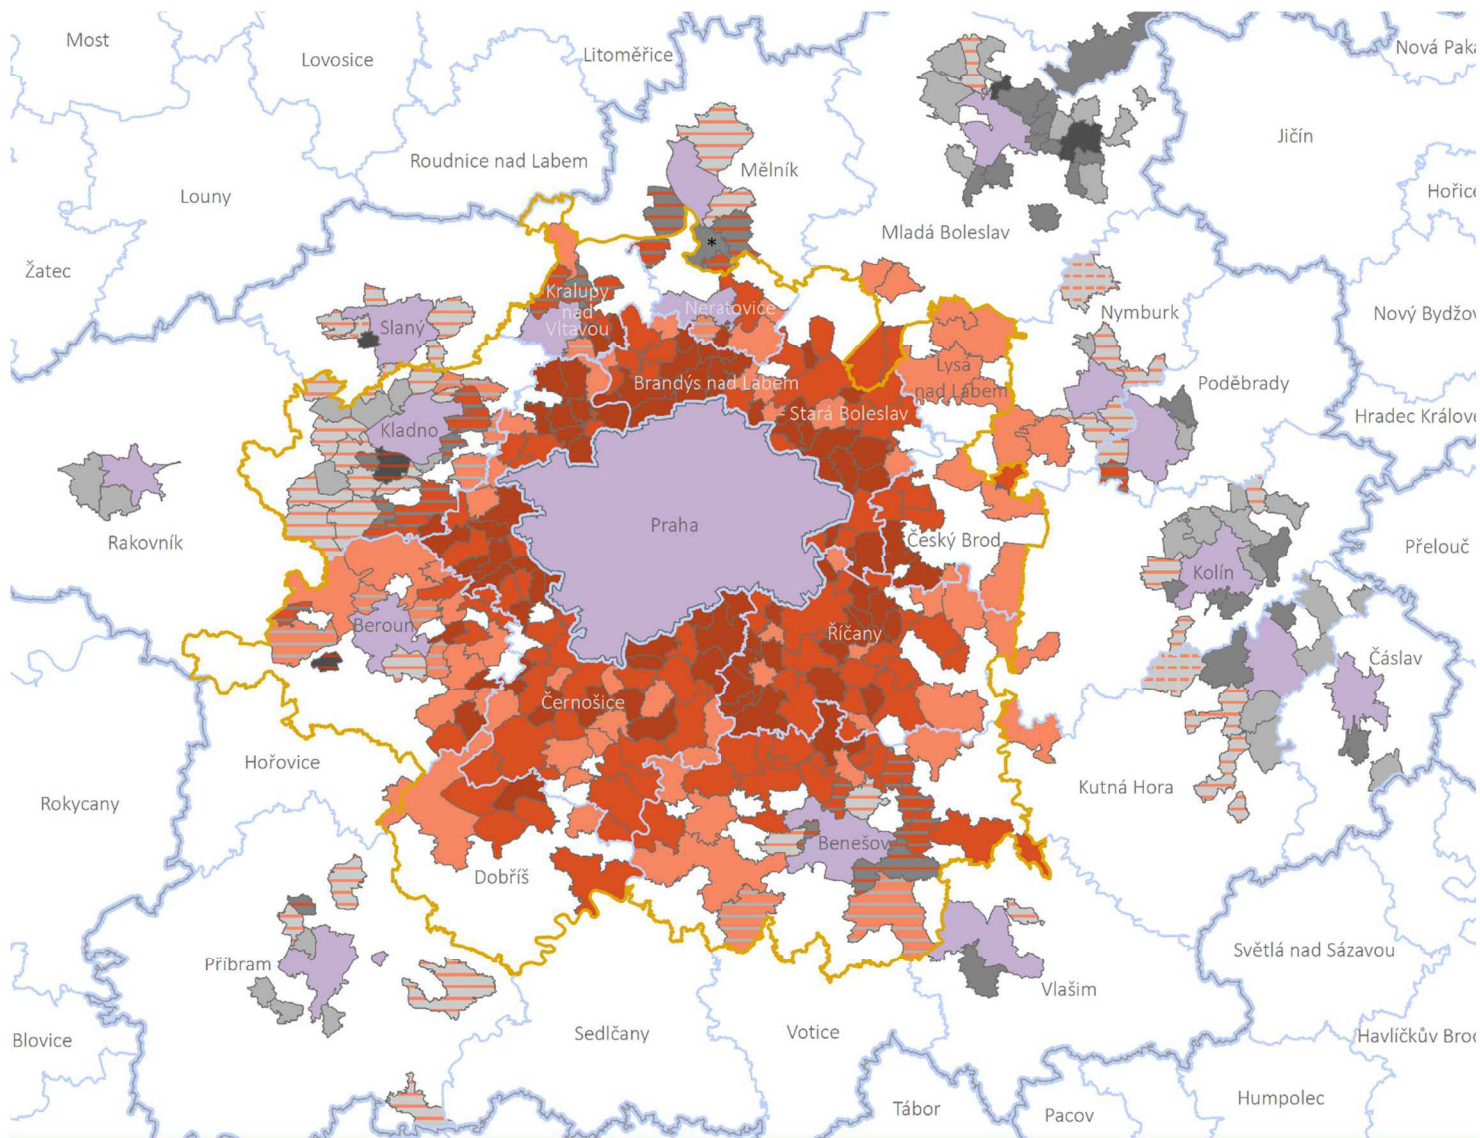 Most
Lovosice
Litoměřice
Nová Paka
Roudnice nad Labem
Mělník
Jičín
Louny
Hořice
Mladá Boleslav
*
Žatec
Kralupy
nad
Vltavou
Neratovice
Slaný
Nymburk
Nový Bydžov
Lysá
nad Labem
Brandýs nad Labem
- Stará Boleslav
Poděbrady
Hradec Králové
Kladno
Praha
Rakovník
Český Brod
Přelouč
Kolín
Beroun
Říčany
Čáslav
Černošice
Hořovice
Rokycany
Kutná Hora
Benešov
Dobříš
Příbram
Vlašim
Světlá nad Sázavou
Blovice
Sedlčany
Votice
Havlíčkův Brod
Tábor
Pacov
Humpolec